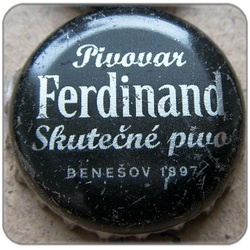 Pivovar
Ferdinand
Skutečné pivo
BENEŠOV 1897